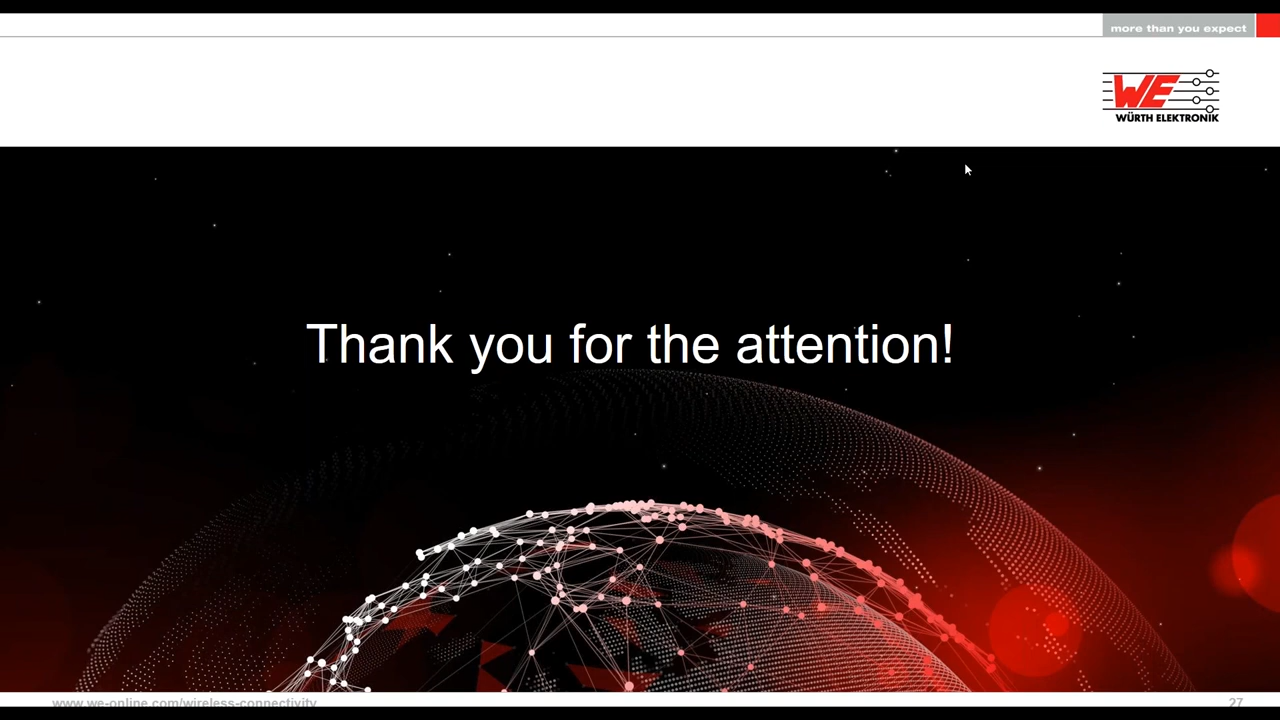 more than you expect
WE
WÜRTH ELEKTRONIK
Thank you for the attention!
www.we-online.com/wireless-connectivity
27